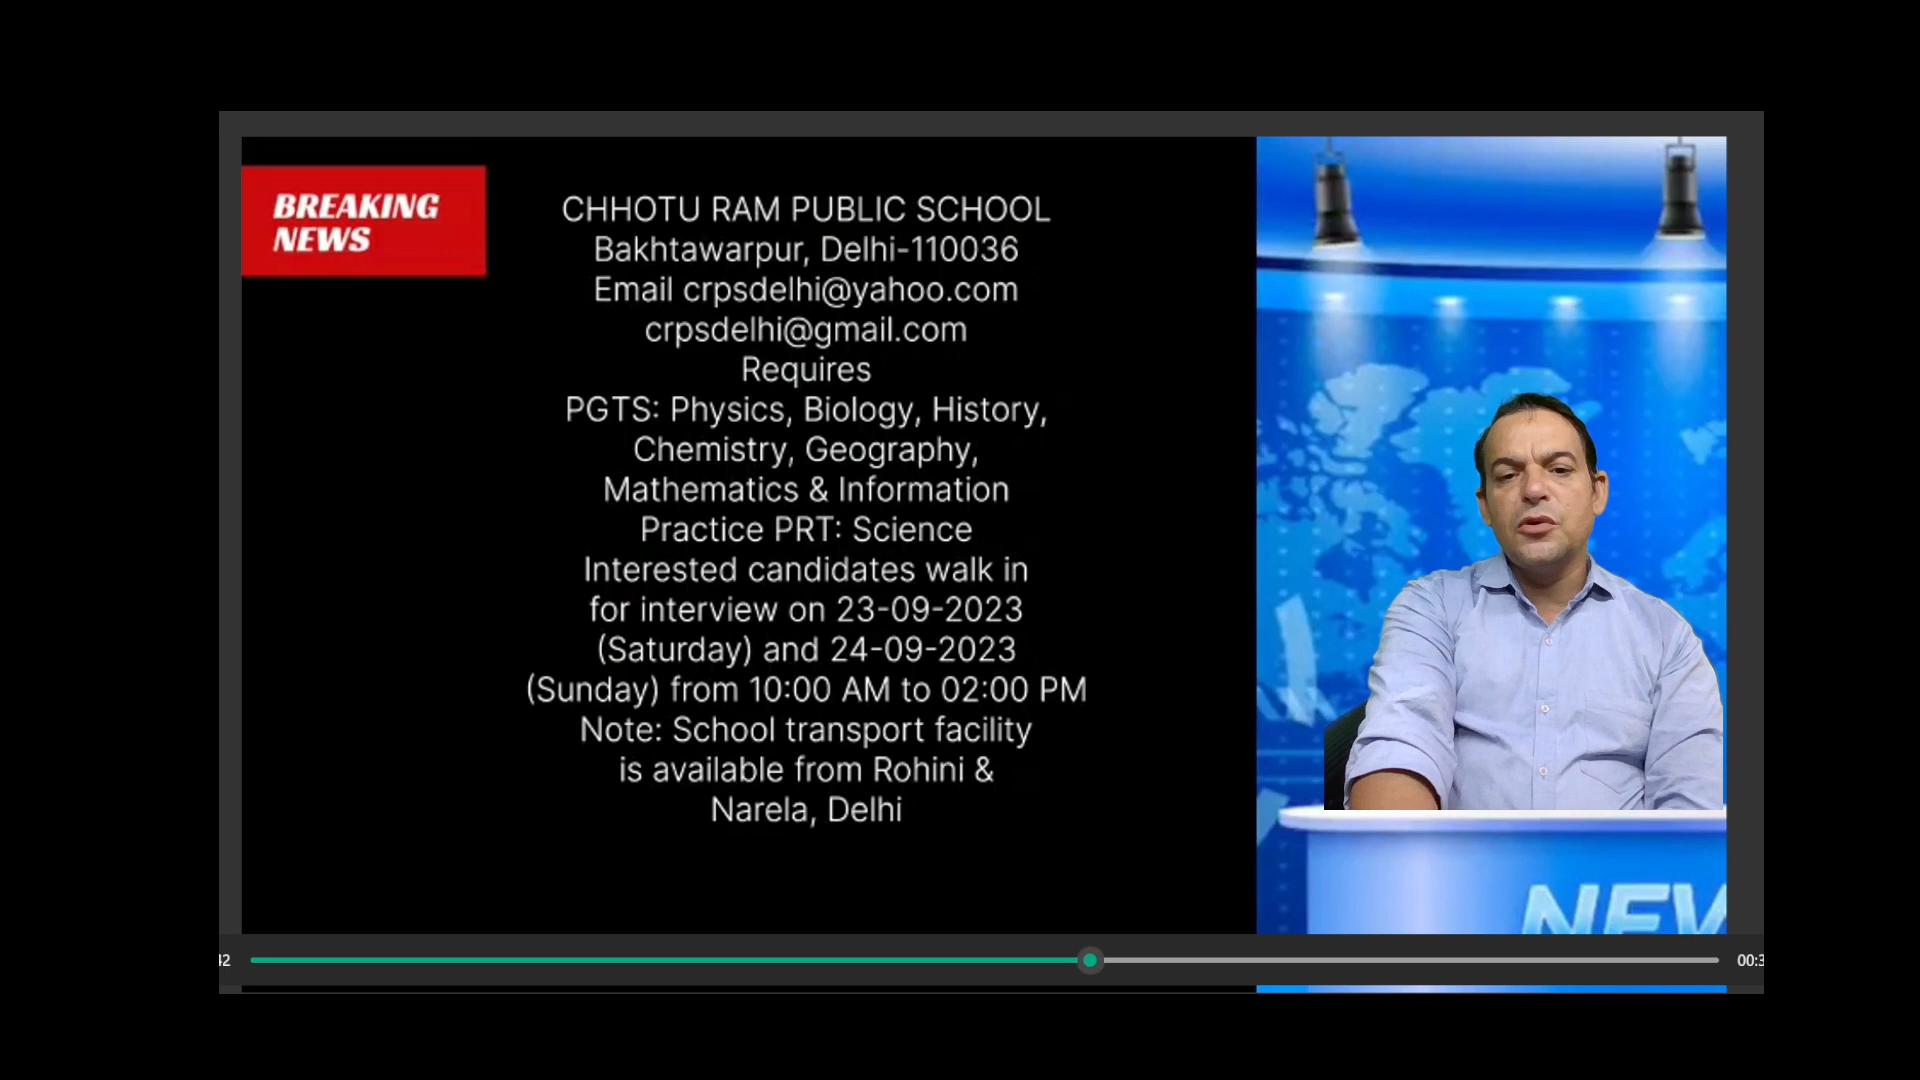 BREAKING
NEWS
CHHOTU RAM PUBLIC SCHOOL
Bakhtawarpur, Delhi-110036
Email crpsdelhi@yahoo.com
crpsdelhi@gmail.com
Requires
PGTS: Physics, Biology, History,
Chemistry, Geography,
Mathematics & Information
Practice PRT: Science
Interested candidates walk in
for interview on 23-09-2023
(Saturday) and 24-09-2023
(Sunday) from 10:00 AM to 02:00 PM
Note: School transport facility
is available from Rohini &
Narela, Delhi